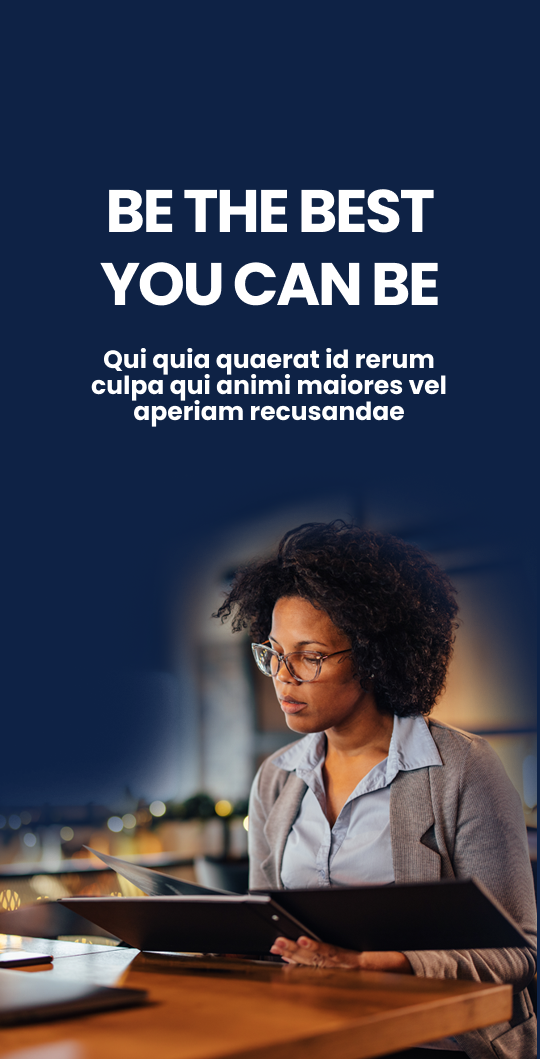 BE THE BEST
YOU CAN BE
Qui quia quaerat id rerum
culpa qui animi maiores vel
aperiam recusandae